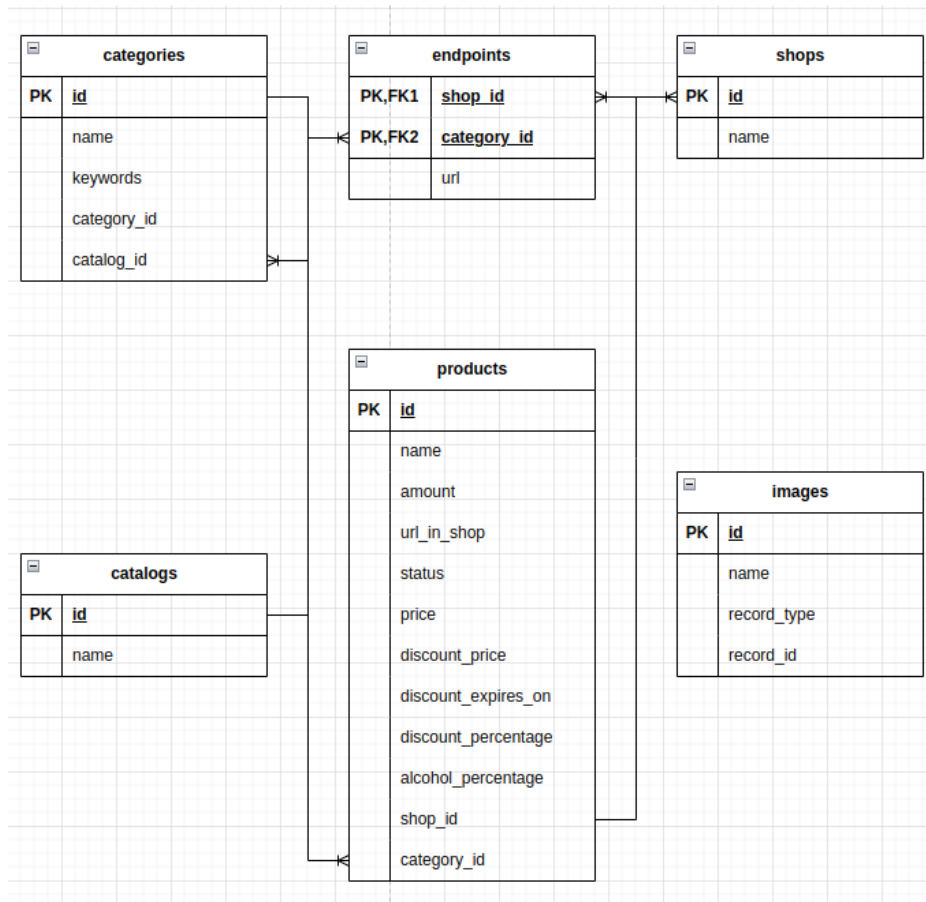 categories
PK id
name
keywords
category_id
catalog_id
endpoints
PK,FK1 shop_id
PK,FK2 category_id
url
shops
PK id
name
products
PK id
name
amount
url_in_shop
status
price
discount_price
discount_expires_on
discount_percentage
alcohol_percentage
shop_id
category_id
images
PK id
name
record_type
record_id
catalogs
PK id
name